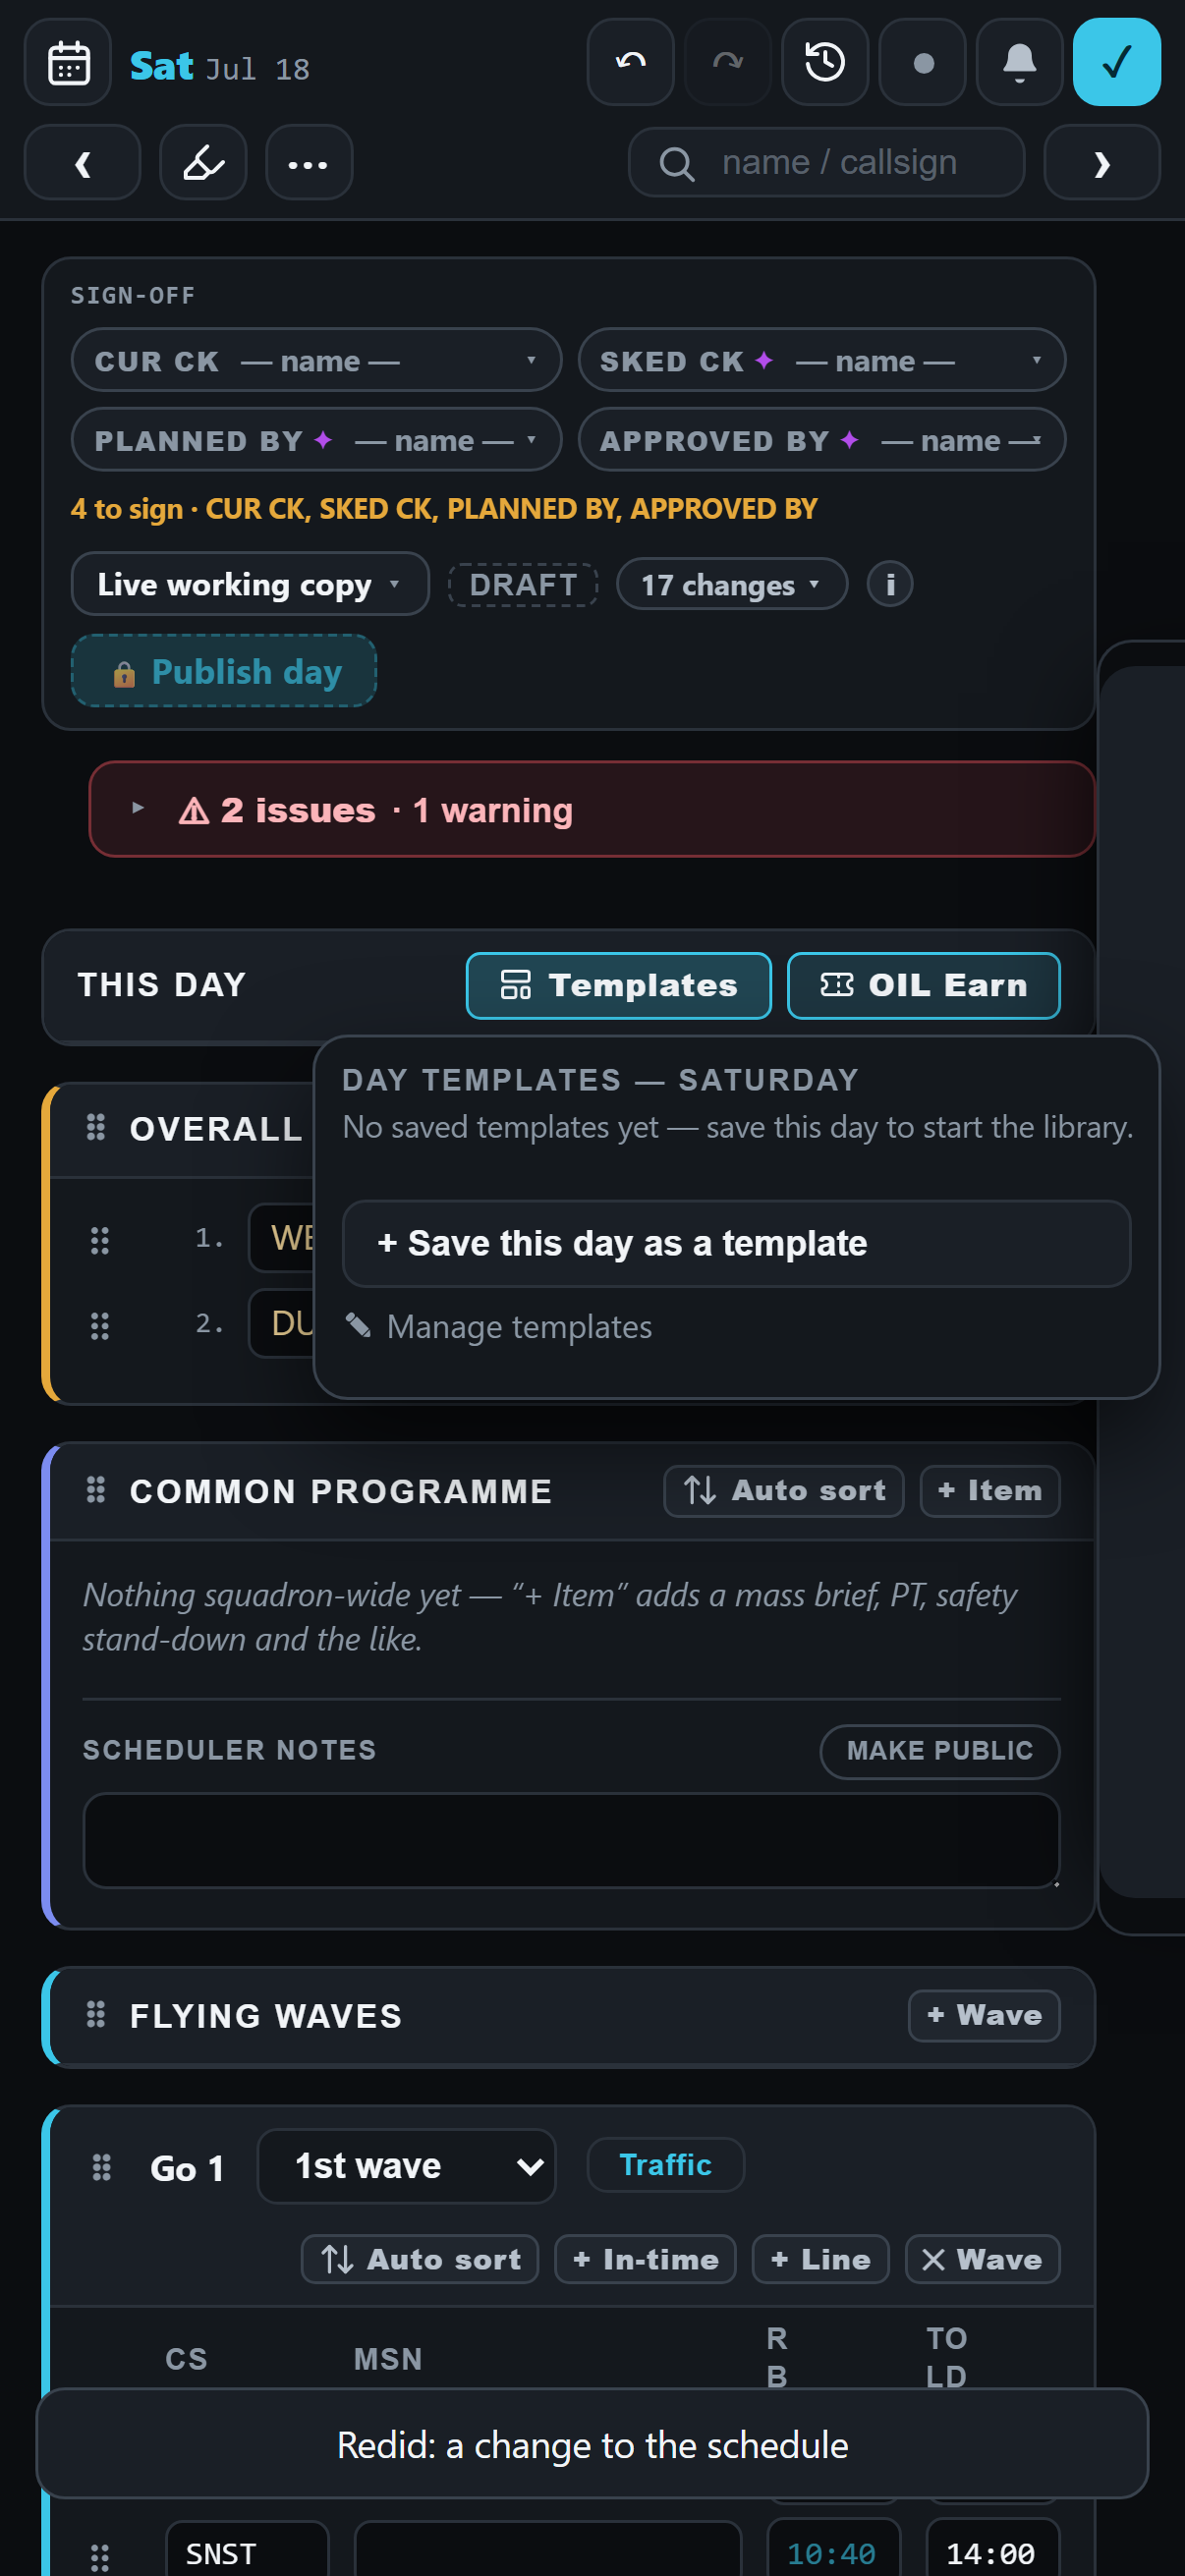 Sat Jul 18
name / callsign
SIGN-OFF
CUR CK — name —
SKED CK — name —
PLANNED BY — name —
APPROVED BY — name —
4 to sign · CUR CK, SKED CK, PLANNED BY, APPROVED BY
Live working copy
DRAFT
17 changes
i
Publish day
2 issues · 1 warning
THIS DAY
Templates
OIL Earn
DAY TEMPLATES — SATURDAY
No saved templates yet — save this day to start the library.
+ Save this day as a template
Manage templates
OVERALL
1.
2.
COMMON PROGRAMME
Auto sort
+ Item
Nothing squadron-wide yet — “+ Item” adds a mass brief, PT, safety
stand-down and the like.
SCHEDULER NOTES
MAKE PUBLIC
FLYING WAVES
+ Wave
Go 1
1st wave
Traffic
Auto sort
+ In-time
+ Line
× Wave
CS
MSN
R
B
TO
LD
Redid: a change to the schedule
SNST
10:40
14:00